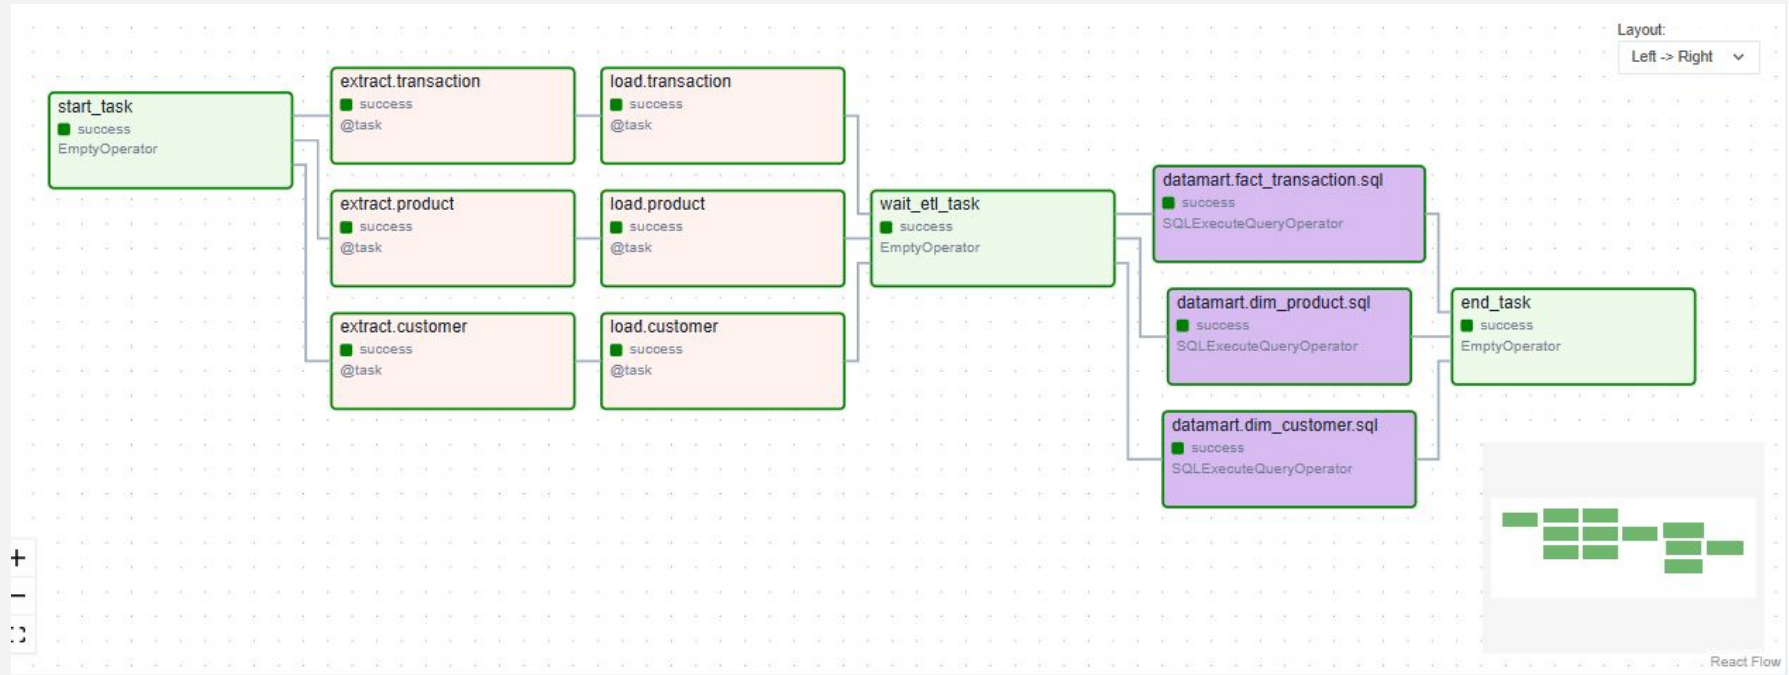 Layout:
Left -> Right
start_task
success
EmptyOperator
extract.transaction
success
@task
load.transaction
success
@task
extract.product
success
@task
load.product
success
@task
extract.customer
success
@task
load.customer
success
@task
wait_etl_task
success
EmptyOperator
datamart.fact_transaction.sql
success
SQLExecuteQueryOperator
datamart.dim_product.sql
success
SQLExecuteQueryOperator
datamart.dim_customer.sql
success
SQLExecuteQueryOperator
end_task
success
EmptyOperator
React Flow